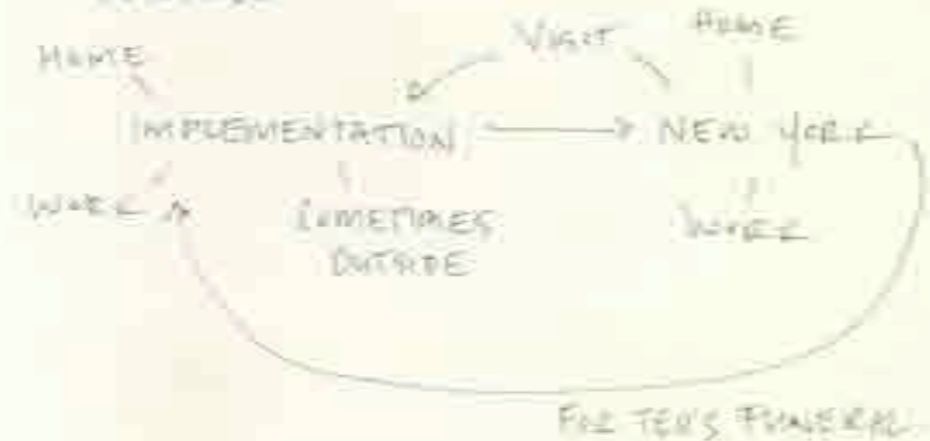 HOME
VISIT
HOME
IMPLEMENTATION
NEW YORK
WORK
SOMETIMES
OUTSIDE
WORK
FOR TED'S FUNERAL